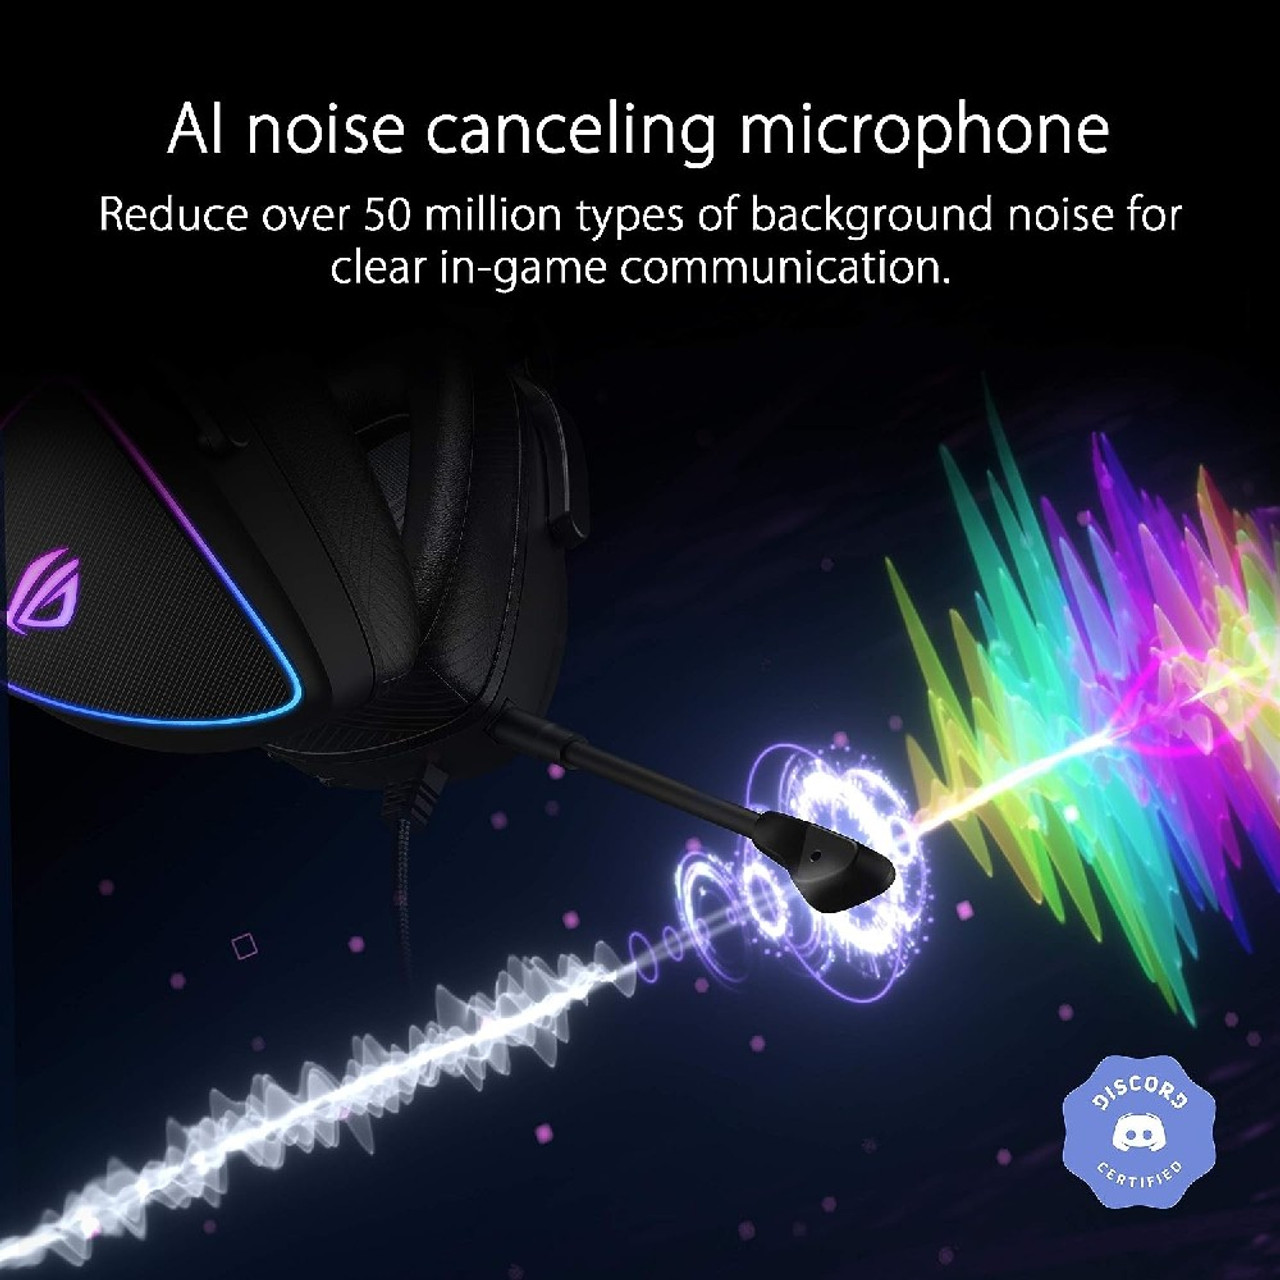 AI noise canceling microphone
Reduce over 50 million types of background noise for
clear in-game communication.
DISCORD
CERTIFIED